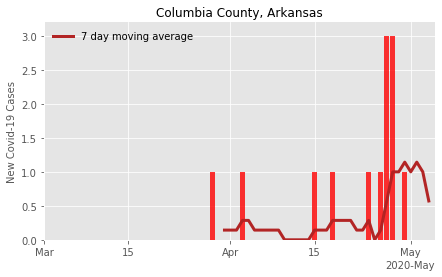 Columbia County, Arkansas
7 day moving average
New Covid-19 Cases
3.0
2.5
2.0
1.5
1.0
0.5
0.0
Mar 15 Apr 15 May
2020-May